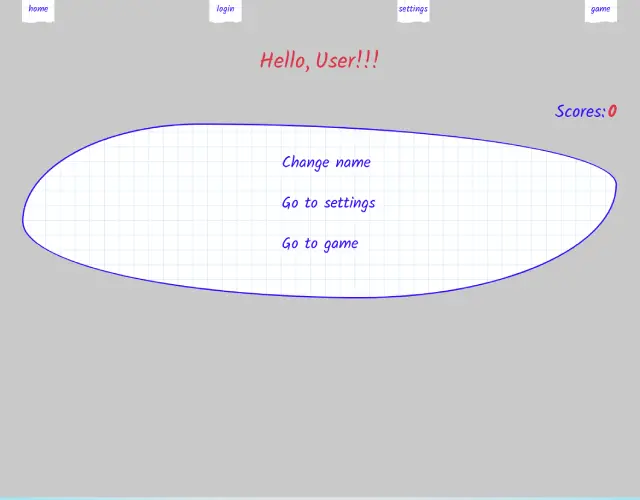 home login settings game
Hello, User!!!
Scores:0
Change name
Go to settings
Go to game